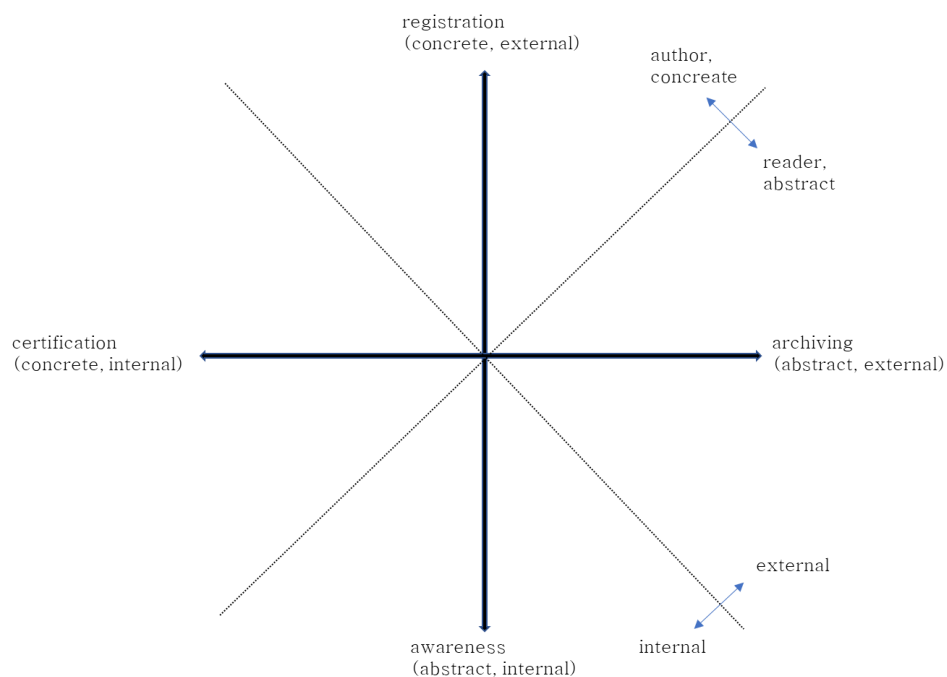 registration
(concrete, external)
author,
concreate
reader,
abstract
certification
(concrete, internal)
archiving
(abstract, external)
external
internal
awareness
(abstract, internal)